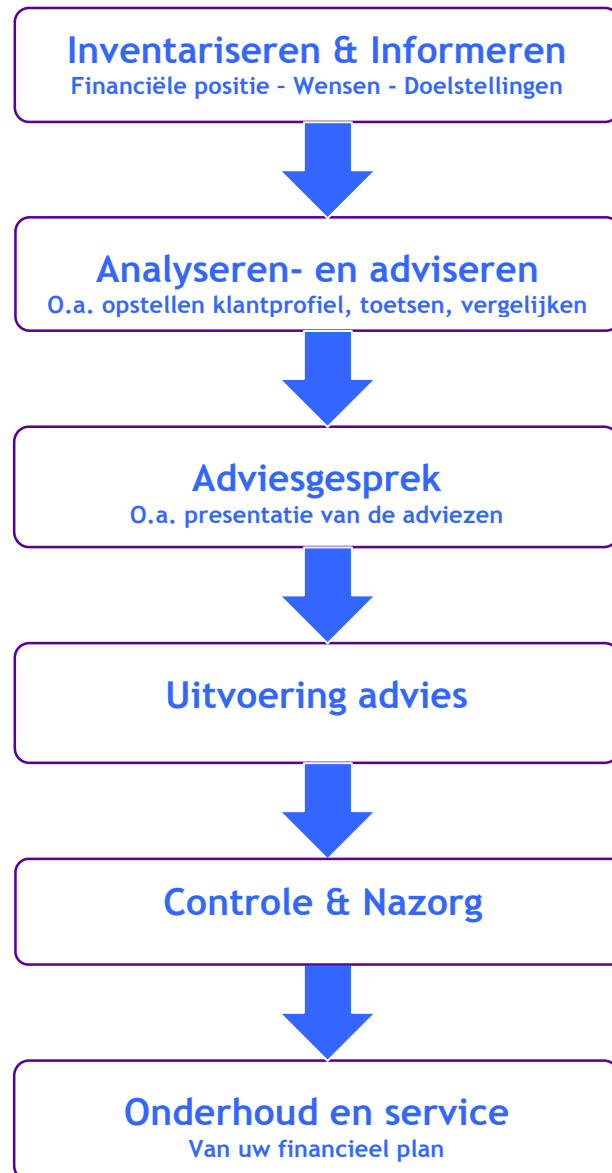 Inventariseren & Informeren
Financiële positie – Wensen - Doelstellingen
Analyseren- en adviseren
O.a. opstellen klantprofiel, toetsen, vergelijken
Adviesgesprek
O.a. presentatie van de adviezen
Uitvoering advies
Controle & Nazorg
Onderhoud en service
Van uw financieel plan